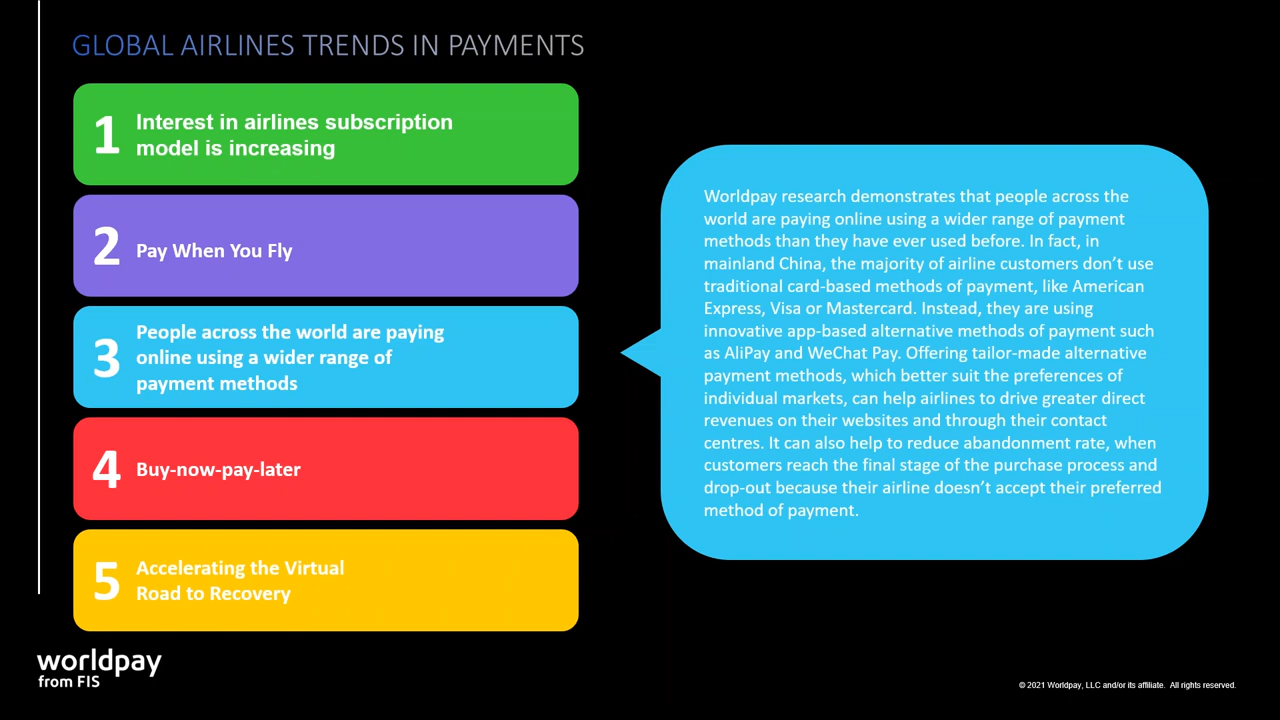 GLOBAL AIRLINES TRENDS IN PAYMENTS
1
Interest in airlines subscription
model is increasing
2
Pay When You Fly
3
People across the world are paying
online using a wider range of
payment methods
4
Buy-now-pay-later
5
Accelerating the Virtual
Road to Recovery
Worldpay research demonstrates that people across the
world are paying online using a wider range of payment
methods than they have ever used before. In fact, in
mainland China, the majority of airline customers don’t use
traditional card-based methods of payment, like American
Express, Visa or Mastercard. Instead, they are using
innovative app-based alternative methods of payment such
as AliPay and WeChat Pay. Offering tailor-made alternative
payment methods, which better suit the preferences of
individual markets, can help airlines to drive greater direct
revenues on their websites and through their contact
centres. It can also help to reduce abandonment rate, when
customers reach the final stage of the purchase process and
drop-out because their airline doesn’t accept their preferred
method of payment.
worldpay
from FIS
© 2021 Worldpay, LLC and/or its affiliate. All rights reserved.